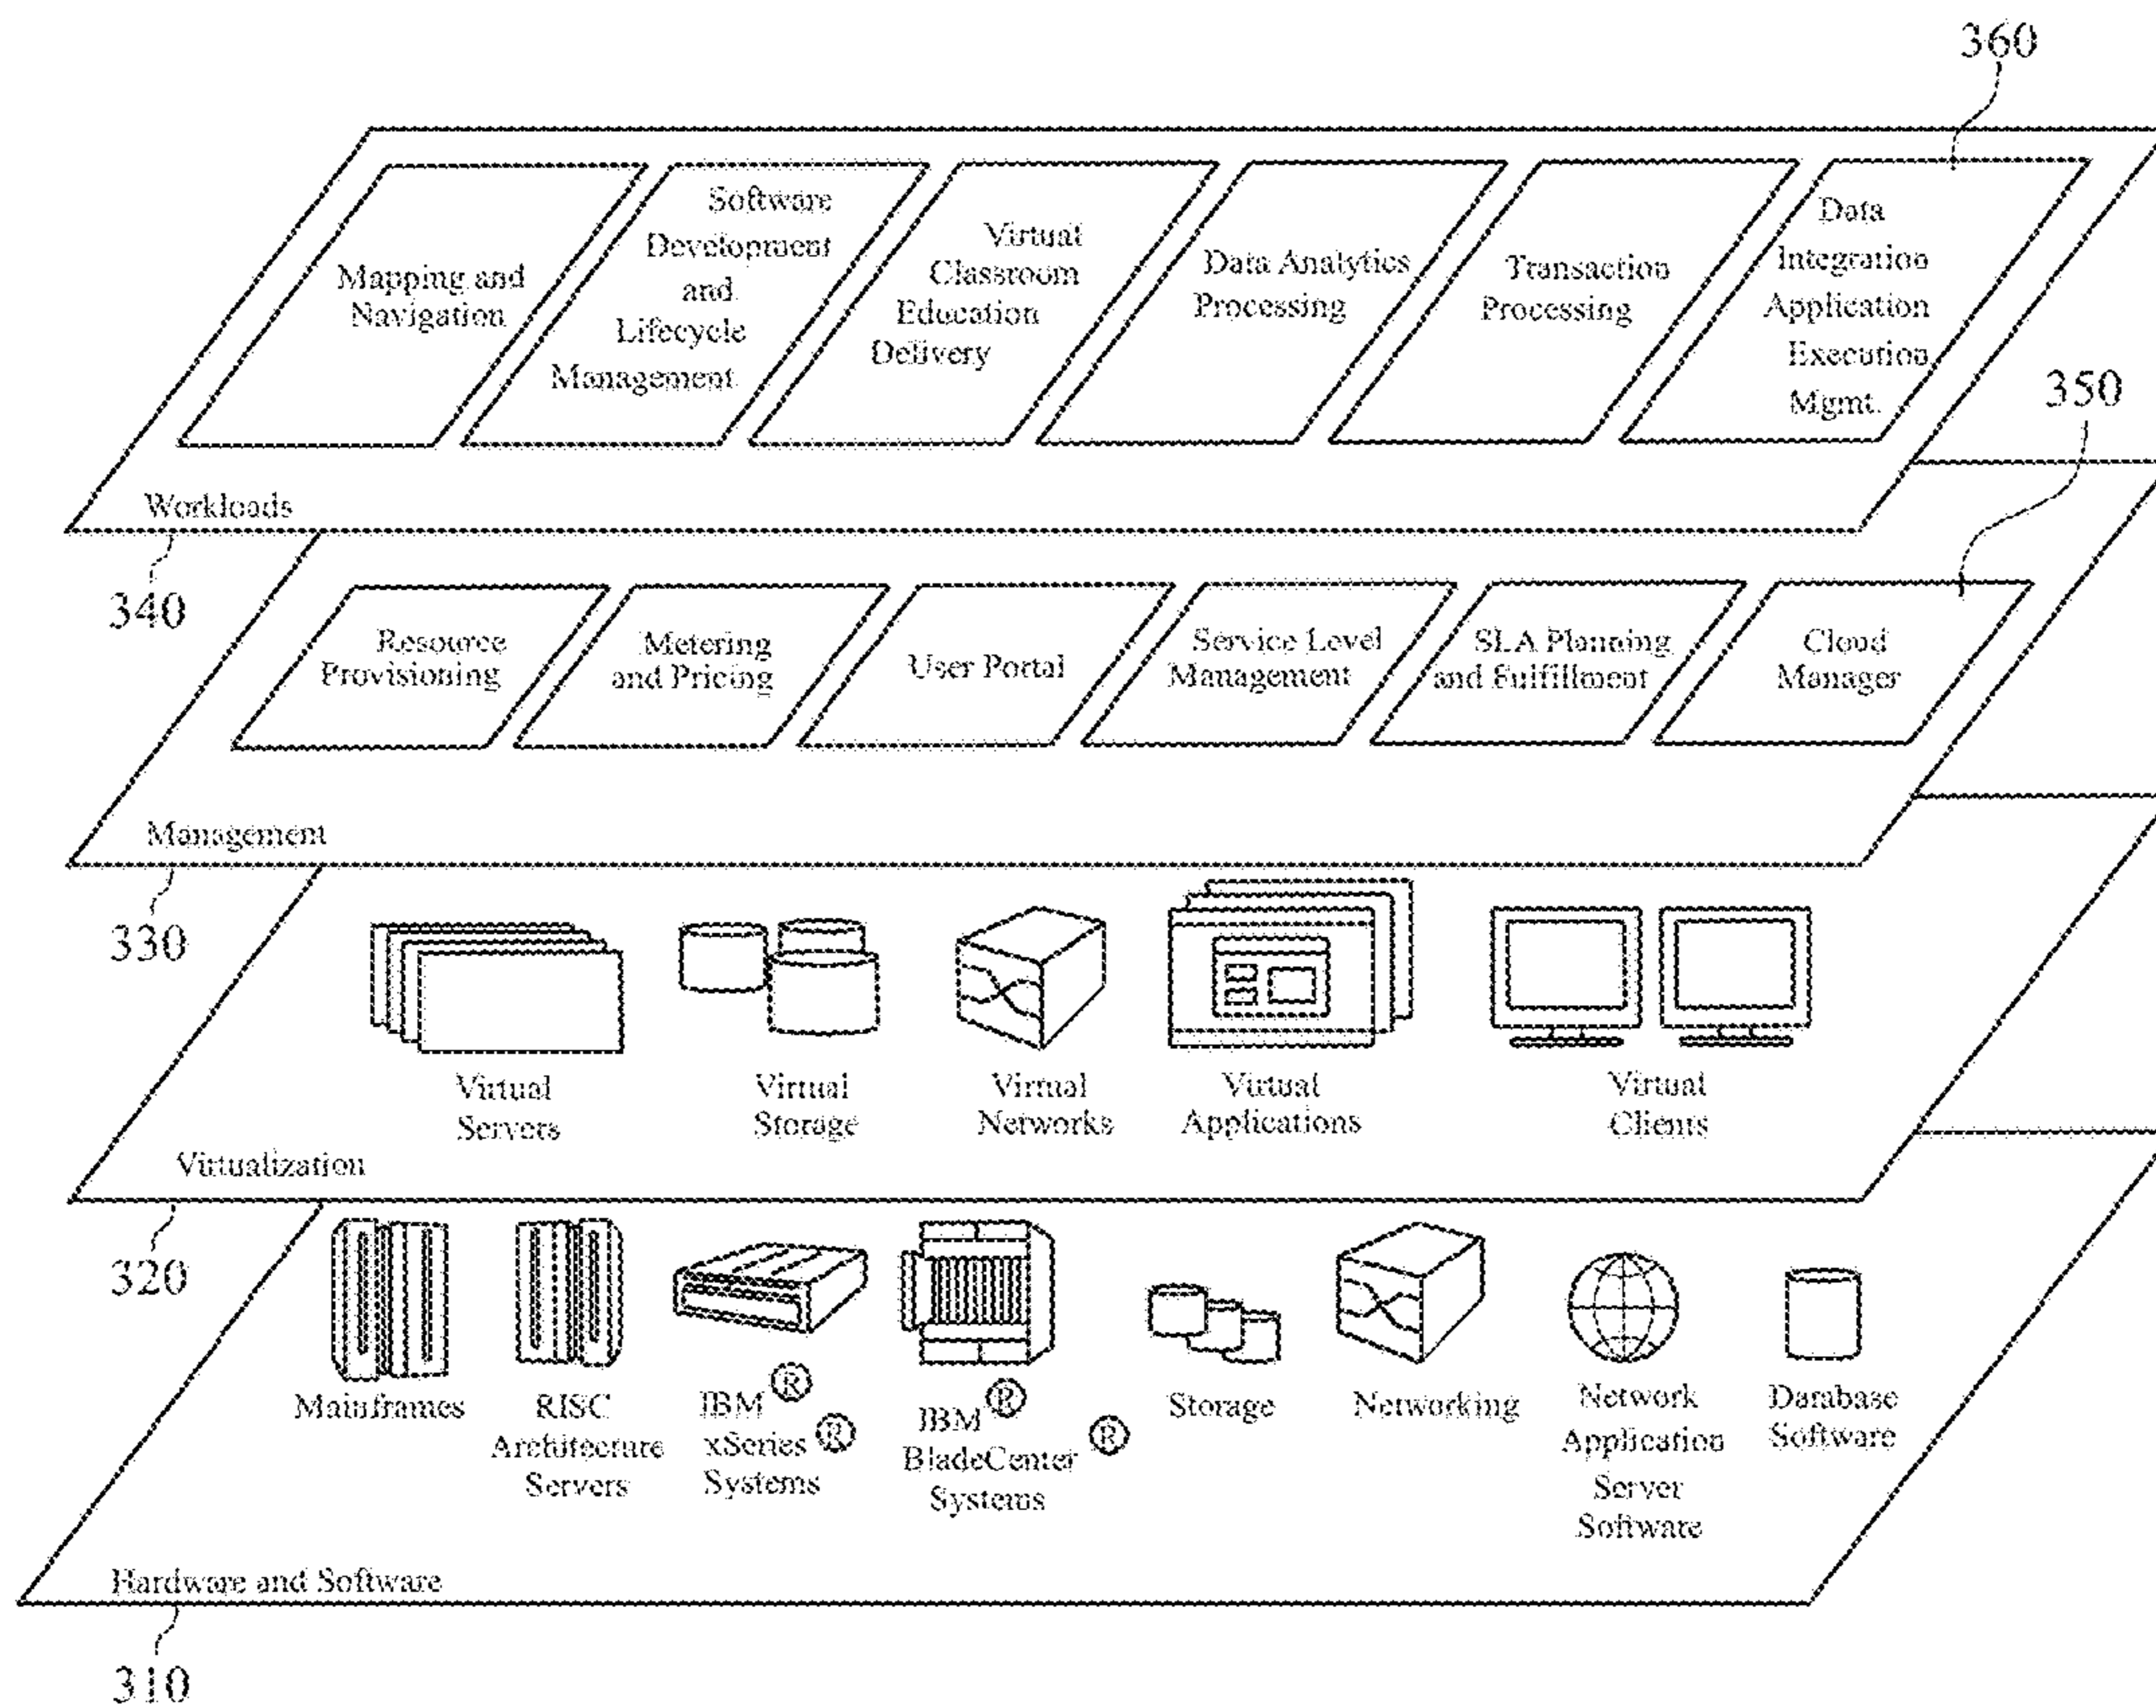 360
Mapping and
Navigation
Software
Development
and
Lifecycle
Management
Virtual
Classroom
Education
Delivery
Data Analytics
Processing
Transaction
Processing
Data
Integration
Application
Execution
Mgmt.
350
Workloads
340
Resource
Provisioning
Metering
and Pricing
User Portal
Service Level
Management
SLA Planning
and Fulfillment
Cloud
Manager
Management
330
Virtual
Servers
Virtual
Storage
Virtual
Networks
Virtual
Applications
Virtual
Clients
Virtualization
320
Mainframes
RISC
Architecture
Servers
IBM ®
xSeries ®
Systems
IBM ®
BladeCenter ®
Systems
Storage
Networking
Network
Application
Server
Software
Darabase
Software
Hardware and Software
310